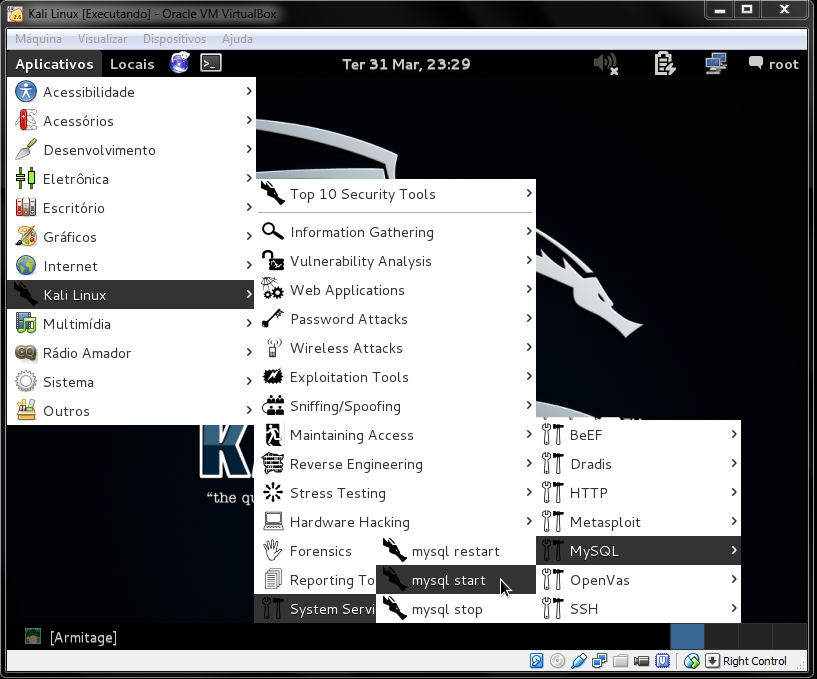 Kali Linux [Executando] - Oracle VM VirtualBox
Máquina Visualizar Dispositivos Ajuda
Aplicativos Locais Ter 31 Mar, 23:29 root
Acessibilidade
Acessórios
Desenvolvimento
Eletrônica
Escritório
Gráficos
Internet
Kali Linux
Multimídia
Rádio Amador
Sistema
Outros
Top 10 Security Tools
Information Gathering
Vulnerability Analysis
Web Applications
Password Attacks
Wireless Attacks
Exploitation Tools
Sniffing/Spoofing
Maintaining Access
Reverse Engineering
Stress Testing
Hardware Hacking
Forensics
Reporting To
System Servi
mysql restart
mysql start
mysql stop
BeEF
Dradis
HTTP
Metasploit
MySQL
OpenVas
SSH
KA
“the qu
[Armitage]
Right Control